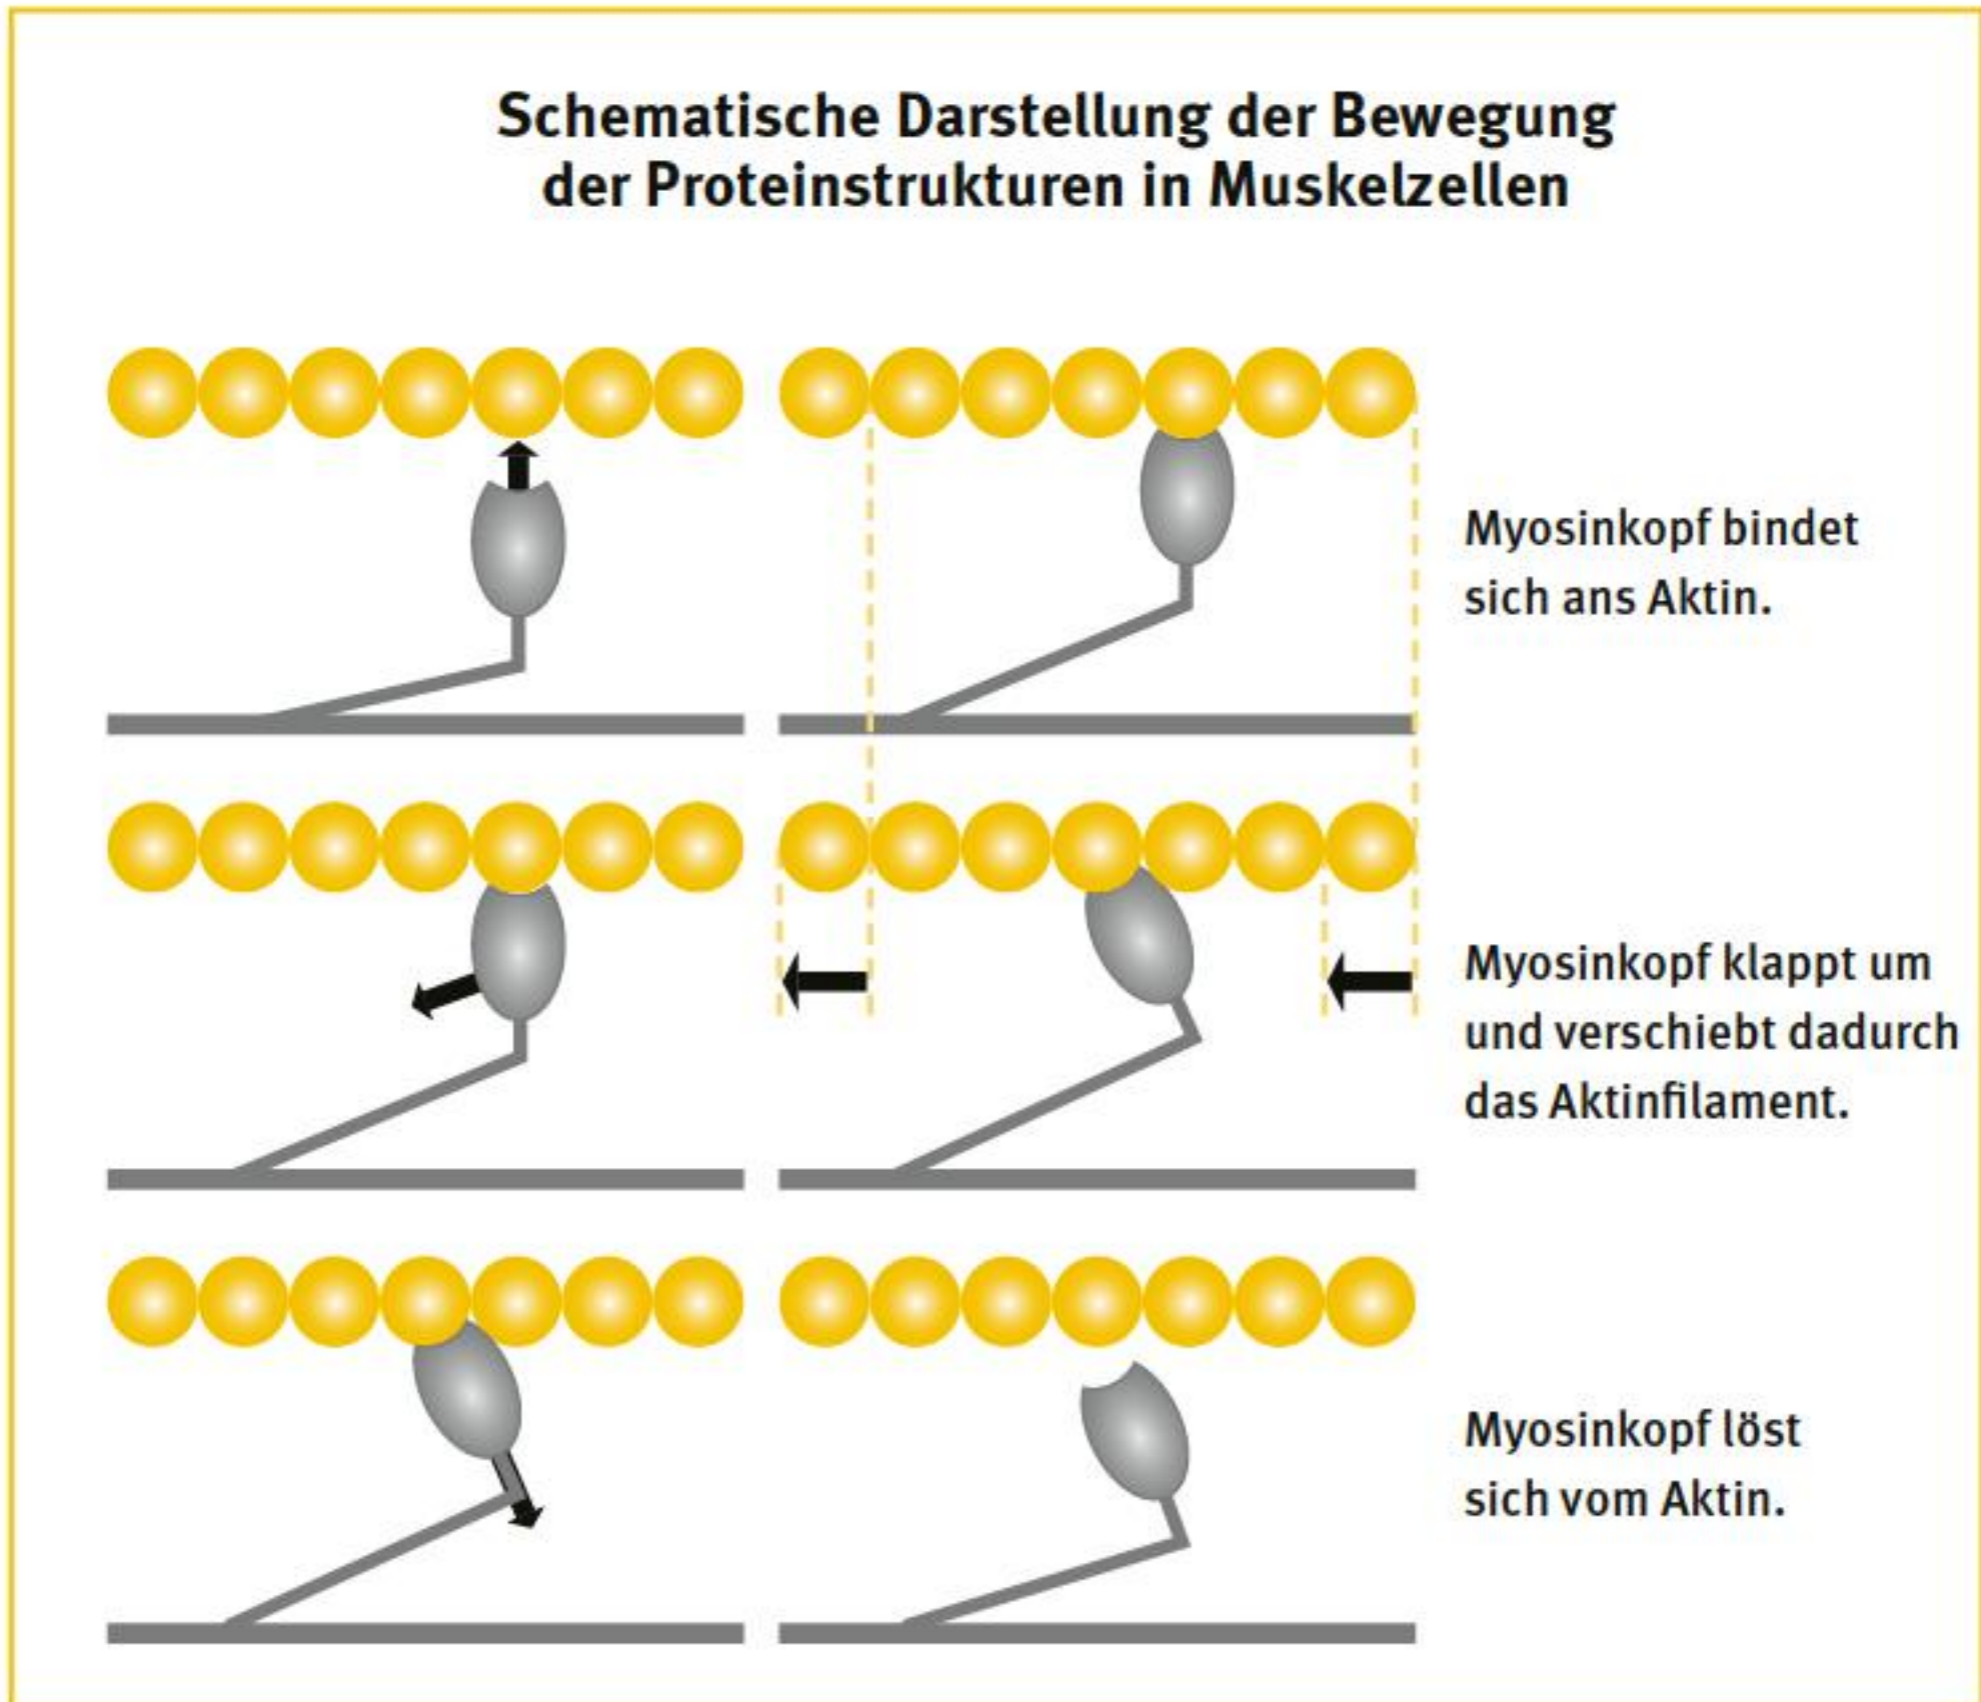 Schematische Darstellung der Bewegung
der Proteinstrukturen in Muskelzellen
Myosinkopf bindet
sich ans Aktin.
Myosinkopf klappt um
und verschiebt dadurch
das Aktinfilament.
Myosinkopf löst
sich vom Aktin.